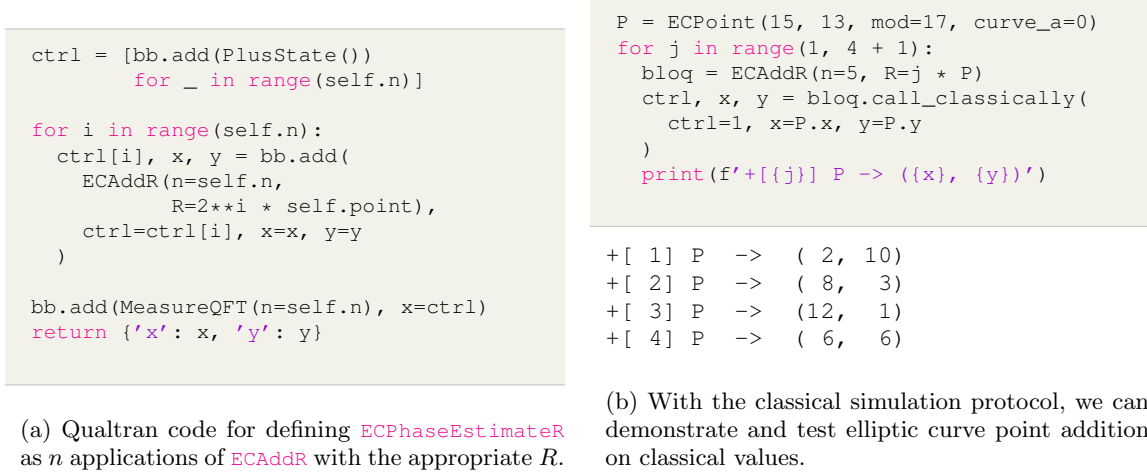 ctrl = [bb.add(PlusState())
        for _ in range(self.n)]
for i in range(self.n):
  ctrl[i], x, y = bb.add(
    ECAddR(n=self.n,
           R=2**i * self.point),
    ctrl=ctrl[i], x=x, y=y
  )
bb.add(MeasureQFT(n=self.n), x=ctrl)
return {'x': x, 'y': y}
(a) Qualtran code for defining ECPhaseEstimateR
as n applications of ECAddR with the appropriate R.
P = ECPoint(15, 13, mod=17, curve_a=0)
for j in range(1, 4 + 1):
  bloq = ECAddR(n=5, R=j * P)
  ctrl, x, y = bloq.call_classically(
    ctrl=1, x=P.x, y=P.y
  )
  print(f'+[{j}] P -> ({x}, {y})')
+[ 1] P  ->  ( 2, 10)
+[ 2] P  ->  ( 8,  3)
+[ 3] P  ->  (12,  1)
+[ 4] P  ->  ( 6,  6)
(b) With the classical simulation protocol, we can
demonstrate and test elliptic curve point addition
on classical values.